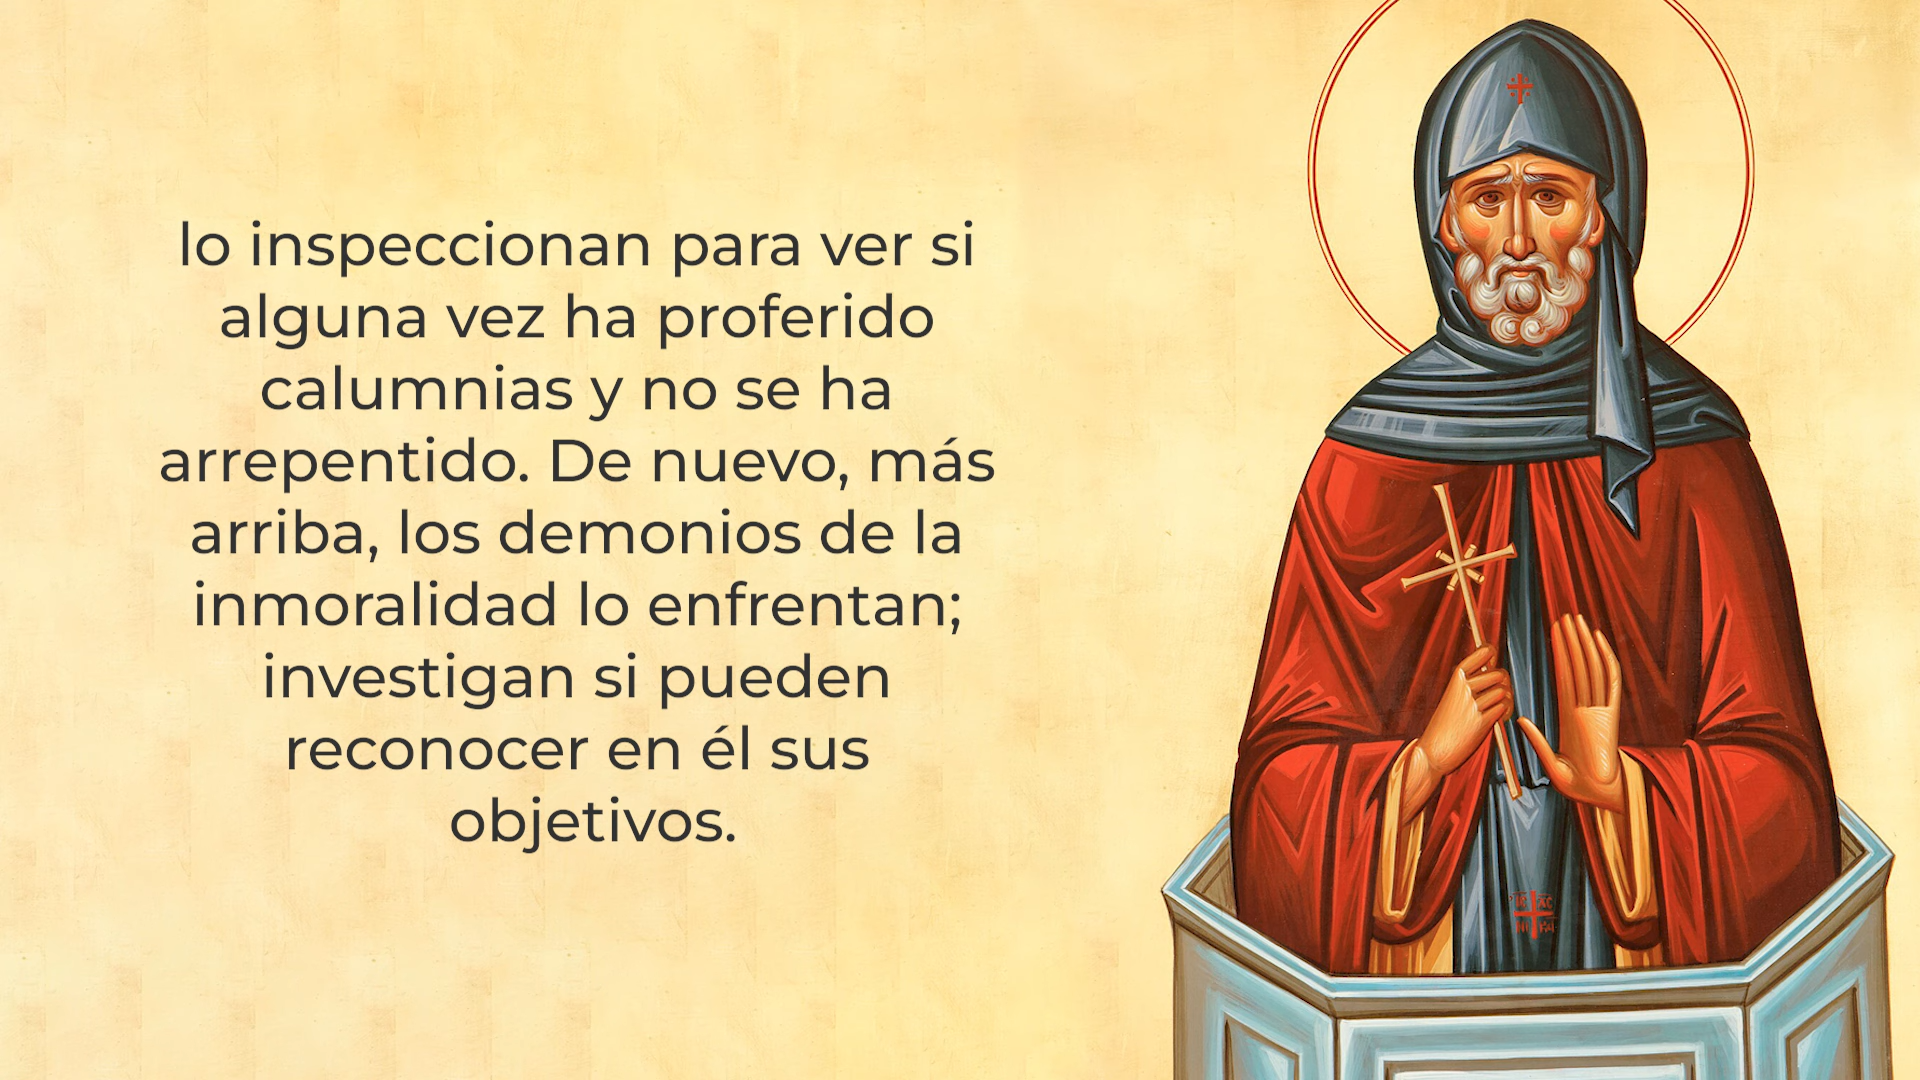 lo inspeccionan para ver si
alguna vez ha proferido
calumnias y no se ha
arrepentido. De nuevo, más
arriba, los demonios de la
inmoralidad lo enfrentan;
investigan si pueden
reconocer en él sus
objetivos.